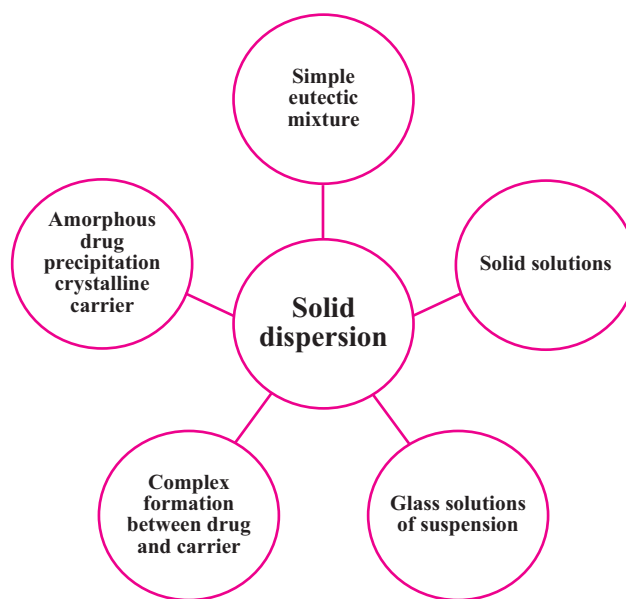 Simple
eutectic
mixture
Amorphous
drug
precipitation
crystalline
carrier
Solid solutions
Solid
dispersion
Complex
formation
between drug
and carrier
Glass solutions
of suspension